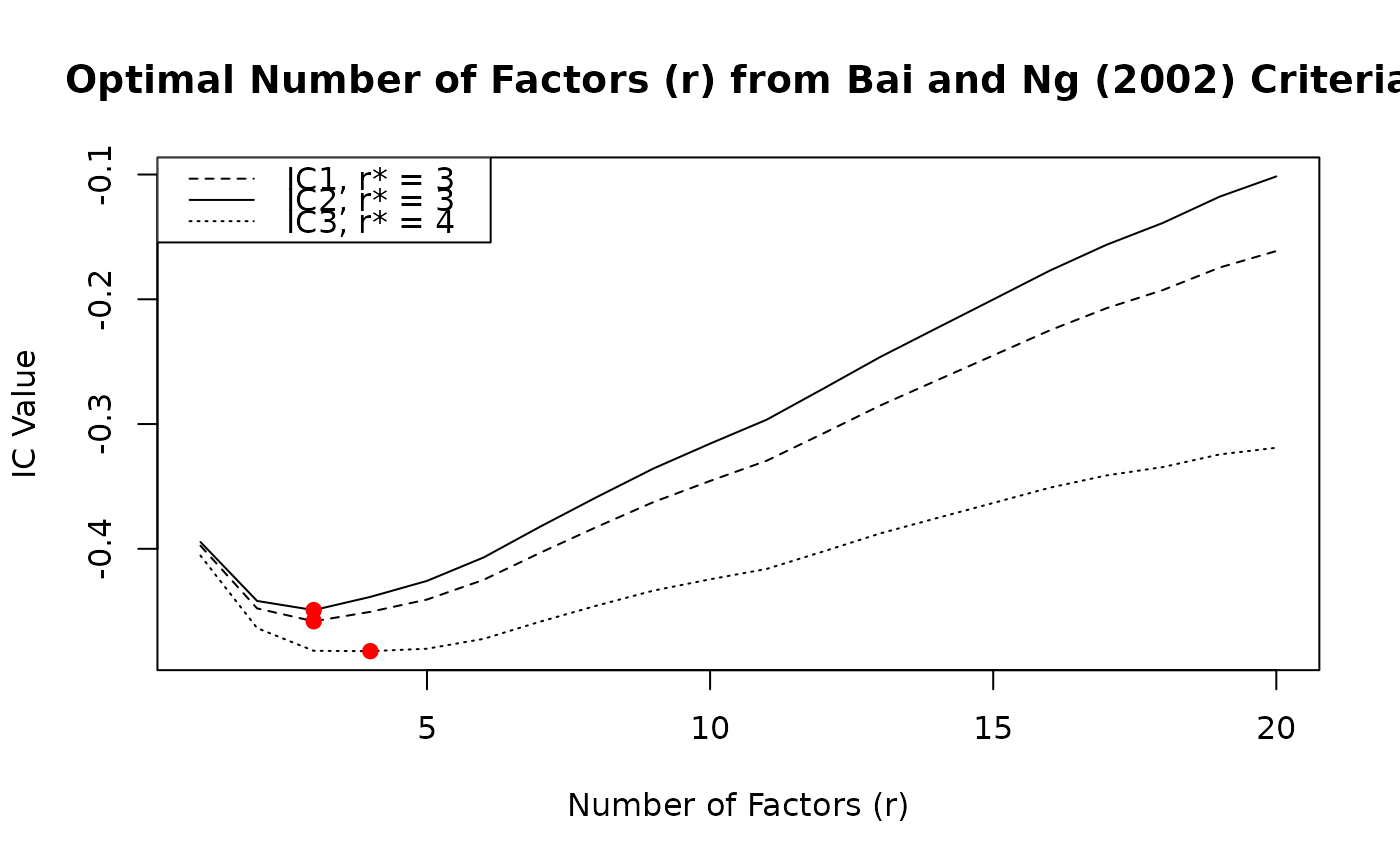 Optimal Number of Factors (r) from Bai and Ng (2002) Criteria
IC1, r* = 3
IC2, r* = 3
IC3, r* = 4
-0.1
-0.2
-0.3
-0.4
IC Value
5 10 15 20
Number of Factors (r)